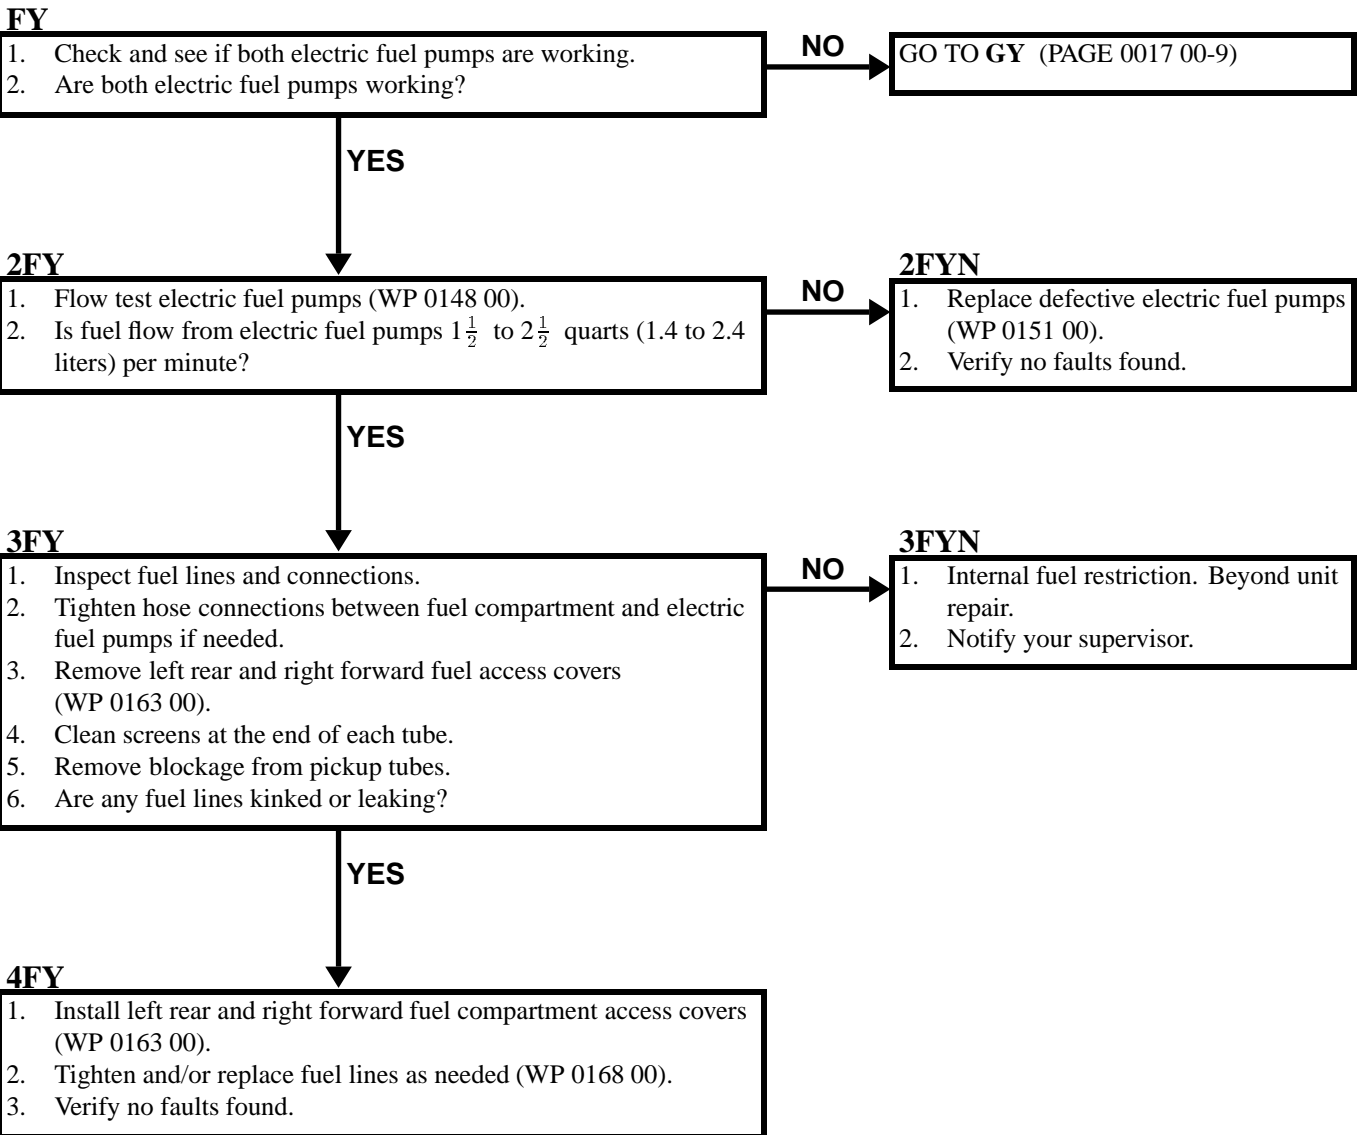 FY
1. Check and see if both electric fuel pumps are working.
2. Are both electric fuel pumps working?
NO
GO TO GY (PAGE 0017 00-9)
YES
2FY
1. Flow test electric fuel pumps (WP 0148 00).
2. Is fuel flow from electric fuel pumps 1 1/2 to 2 1/2 quarts (1.4 to 2.4
liters) per minute?
NO
2FYN
1. Replace defective electric fuel pumps
(WP 0151 00).
2. Verify no faults found.
YES
3FY
1. Inspect fuel lines and connections.
2. Tighten hose connections between fuel compartment and electric
fuel pumps if needed.
3. Remove left rear and right forward fuel access covers
(WP 0163 00).
4. Clean screens at the end of each tube.
5. Remove blockage from pickup tubes.
6. Are any fuel lines kinked or leaking?
NO
3FYN
1. Internal fuel restriction. Beyond unit
repair.
2. Notify your supervisor.
YES
4FY
1. Install left rear and right forward fuel compartment access covers
(WP 0163 00).
2. Tighten and/or replace fuel lines as needed (WP 0168 00).
3. Verify no faults found.